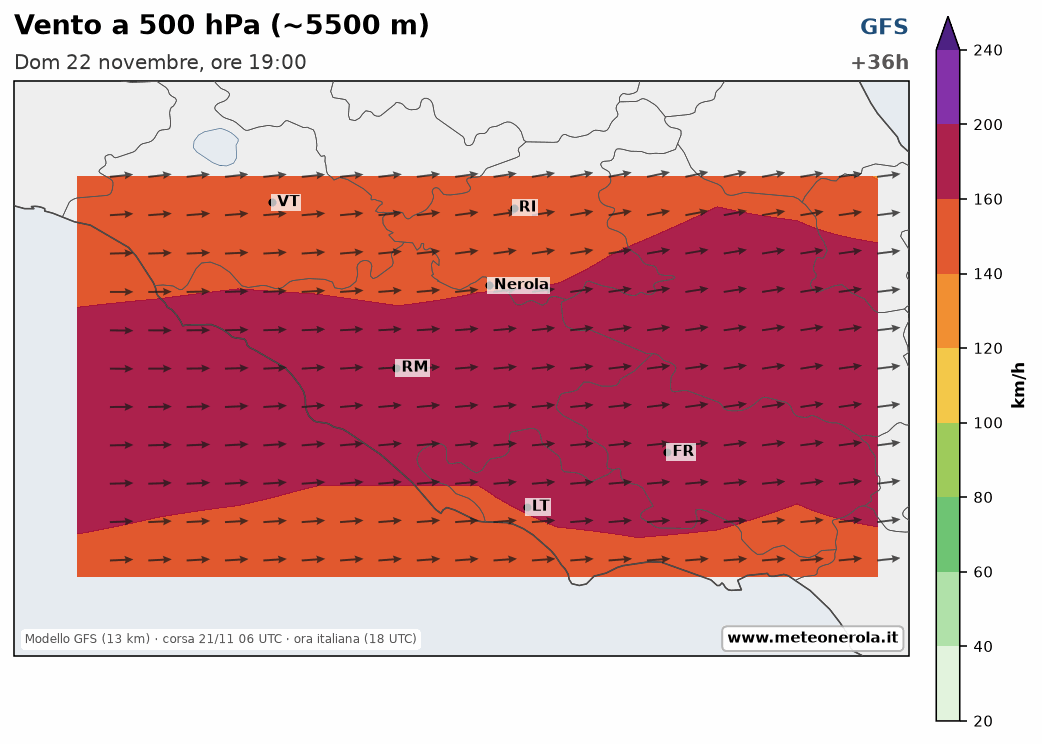 Vento a 500 hPa (~5500 m)
GFS
Dom 22 novembre, ore 19:00
+36h
240
200
160
140
120
100
80
60
40
20
km/h
VT
RI
Nerola
RM
FR
LT
Modello GFS (13 km) · corsa 21/11 06 UTC · ora italiana (18 UTC)
www.meteonerola.it